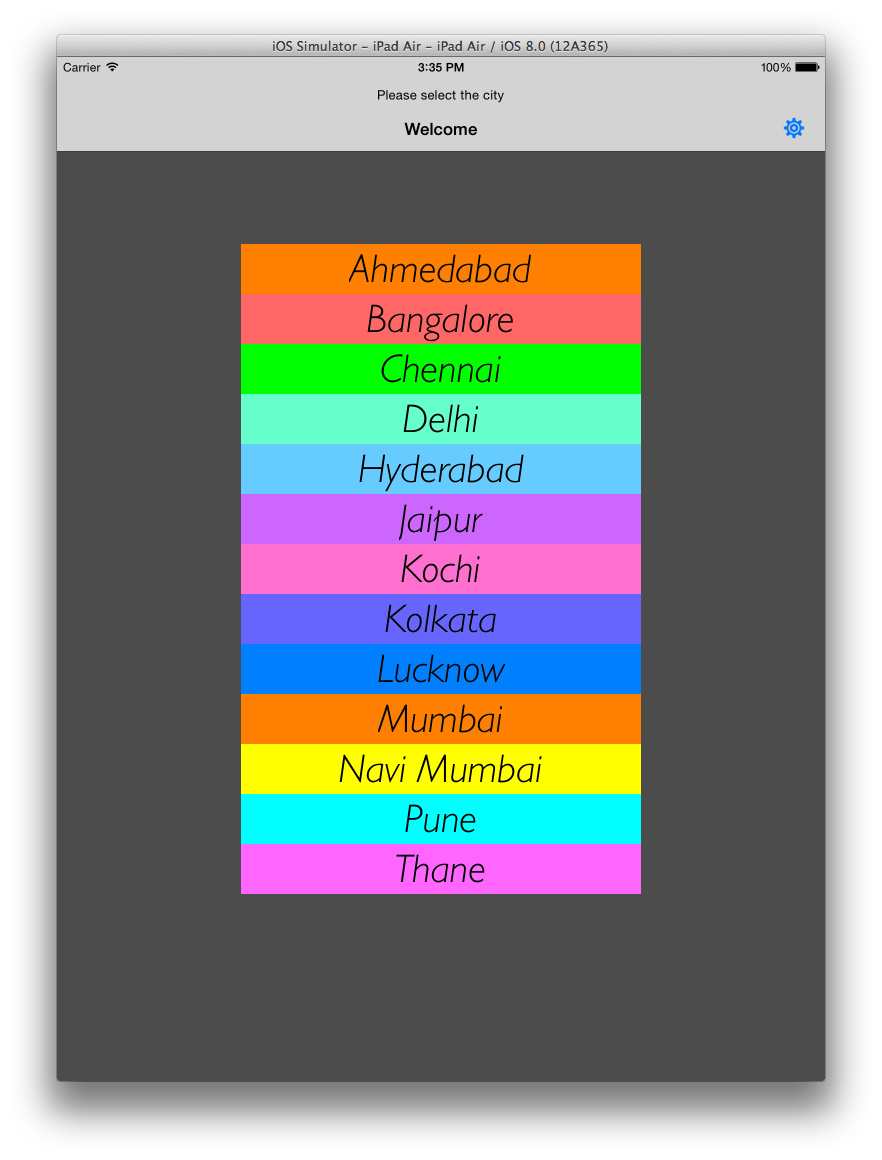 iOS Simulator – iPad Air – iPad Air / iOS 8.0 (12A365)
Carrier 3:35 PM 100%
Please select the city
Welcome
Ahmedabad
Bangalore
Chennai
Delhi
Hyderabad
Jaipur
Kochi
Kolkata
Lucknow
Mumbai
Navi Mumbai
Pune
Thane